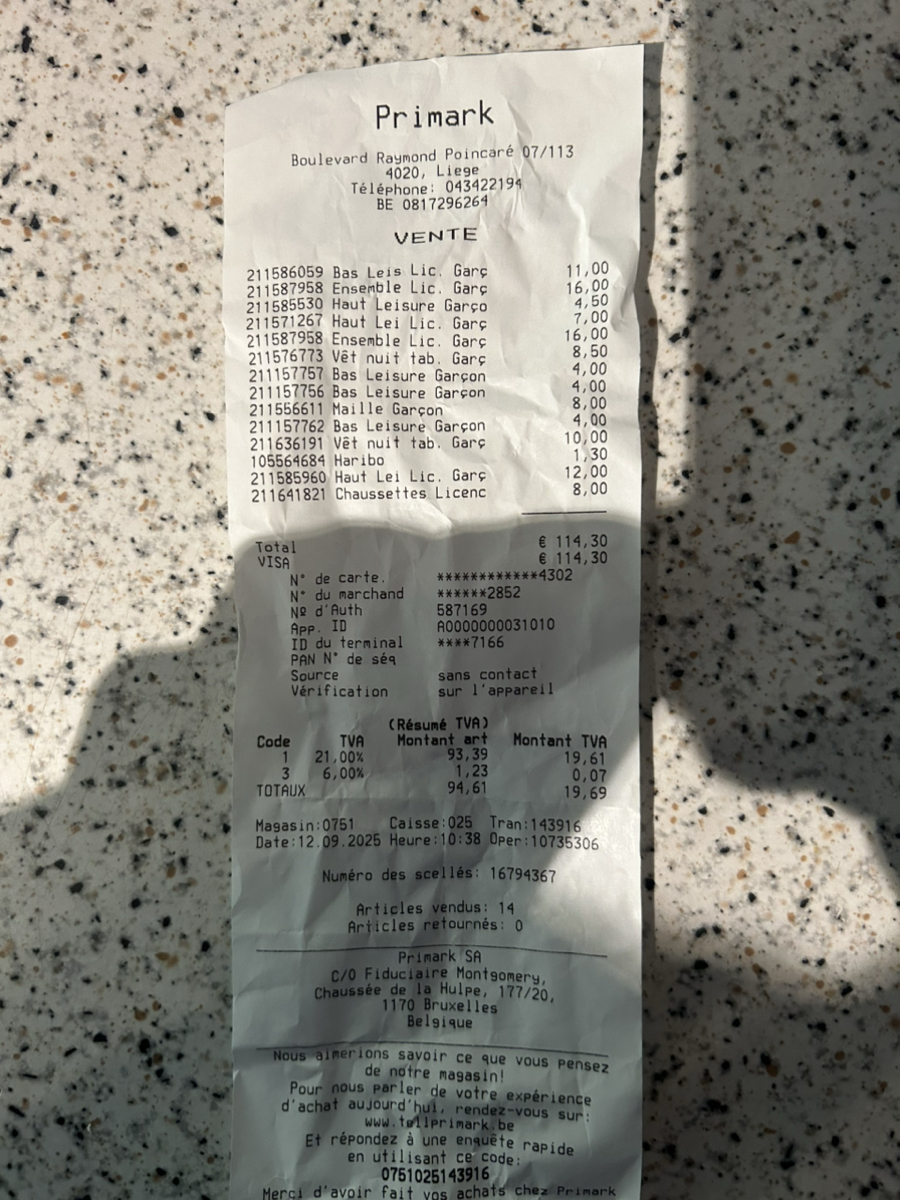 Primark
Boulevard Raymond Poincaré 07/113
4020, Liege
Téléphone: 043422194
BE 0817296264
VENTE
211586059 Bas Leis Lic. Garç 11,00
211587958 Ensemble Lic. Garç 16,00
211585530 Haut Leisure Garço 4,50
211571267 Haut Lei Lic. Garç 7,00
211587958 Ensemble Lic. Garç 16,00
211576773 Vêt nuit tab. Garç 8,50
211157757 Bas Leisure Garçon 4,00
211157756 Bas Leisure Garçon 4,00
211556611 Maille Garçon 8,00
211157762 Bas Leisure Garçon 4,00
211636191 Vêt nuit tab. Garç 10,00
105564684 Haribo 1,30
211585960 Haut Lei Lic. Garç 12,00
211641821 Chaussettes Licenc 8,00
Total € 114,30
VISA € 114,30
N° de carte. ************4302
N° du marchand ******2852
Nº d'Auth 587169
App. ID A0000000031010
ID du terminal ****7166
PAN N° de séq
Source sans contact
Vérification sur l'appareil
(Résumé TVA)
Code TVA Montant art Montant TVA
1 21,00% 93,39 19,61
3 6,00% 1,23 0,07
TOTAUX 94,61 19,69
Magasin:0751 Caisse:025 Tran:143916
Date:12.09.2025 Heure:10:38 Oper:10735306
Numéro des scellés: 16794367
Articles vendus: 14
Articles retournés: 0
Primark SA
C/O Fiduciaire Montgomery,
Chaussée de la Hulpe, 177/20,
1170 Bruxelles
Belgique
Nous aimerions savoir ce que vous pensez
de notre magasin!
Pour nous parler de votre expérience
d'achat aujourd'hui, rendez-vous sur:
www.tellprimark.be
Et répondez à une enquête rapide
en utilisant ce code:
0751025143916
Merci d'avoir fait vos achats chez Primark